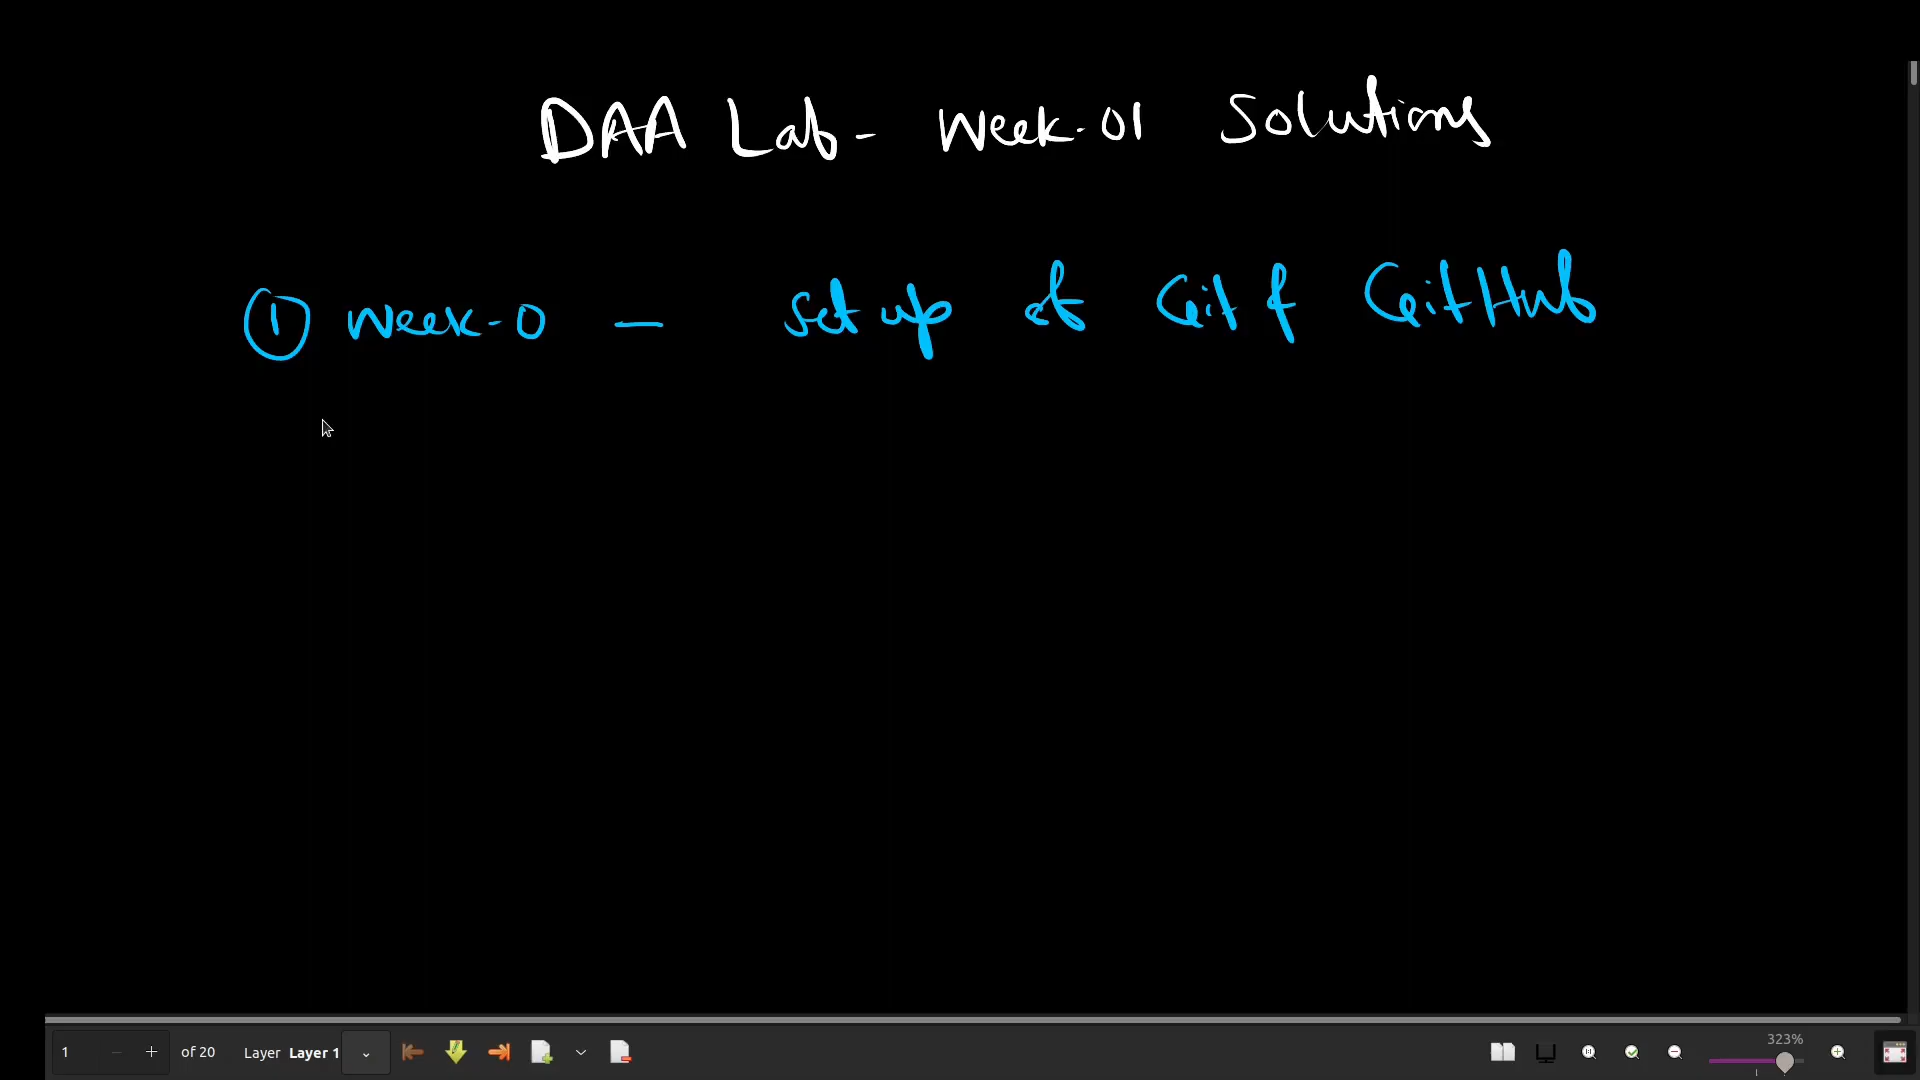 DAA Lab - Week-01 Solutions
① Week-0 - Set up of Git & GitHub
1 - + of 20 Layer Layer 1 323%